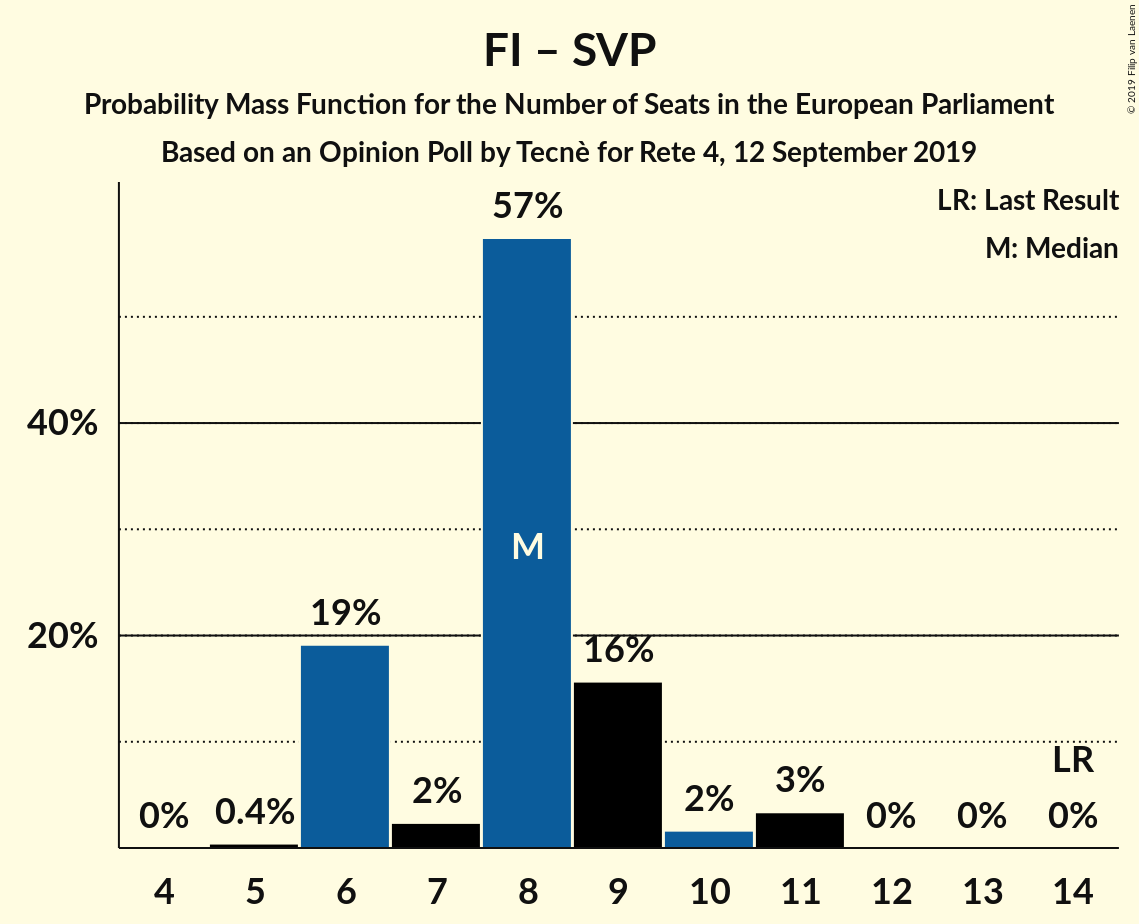 FI – SVP
Probability Mass Function for the Number of Seats in the European Parliament
Based on an Opinion Poll by Tecnè for Rete 4, 12 September 2019
© 2019 Filip van Laenen
LR: Last Result
M: Median
57%
40%
M
19%
20%
16%
LR
0%
0.4%
2%
2%
3%
0%
0%
0%
4 5 6 7 8 9 10 11 12 13 14